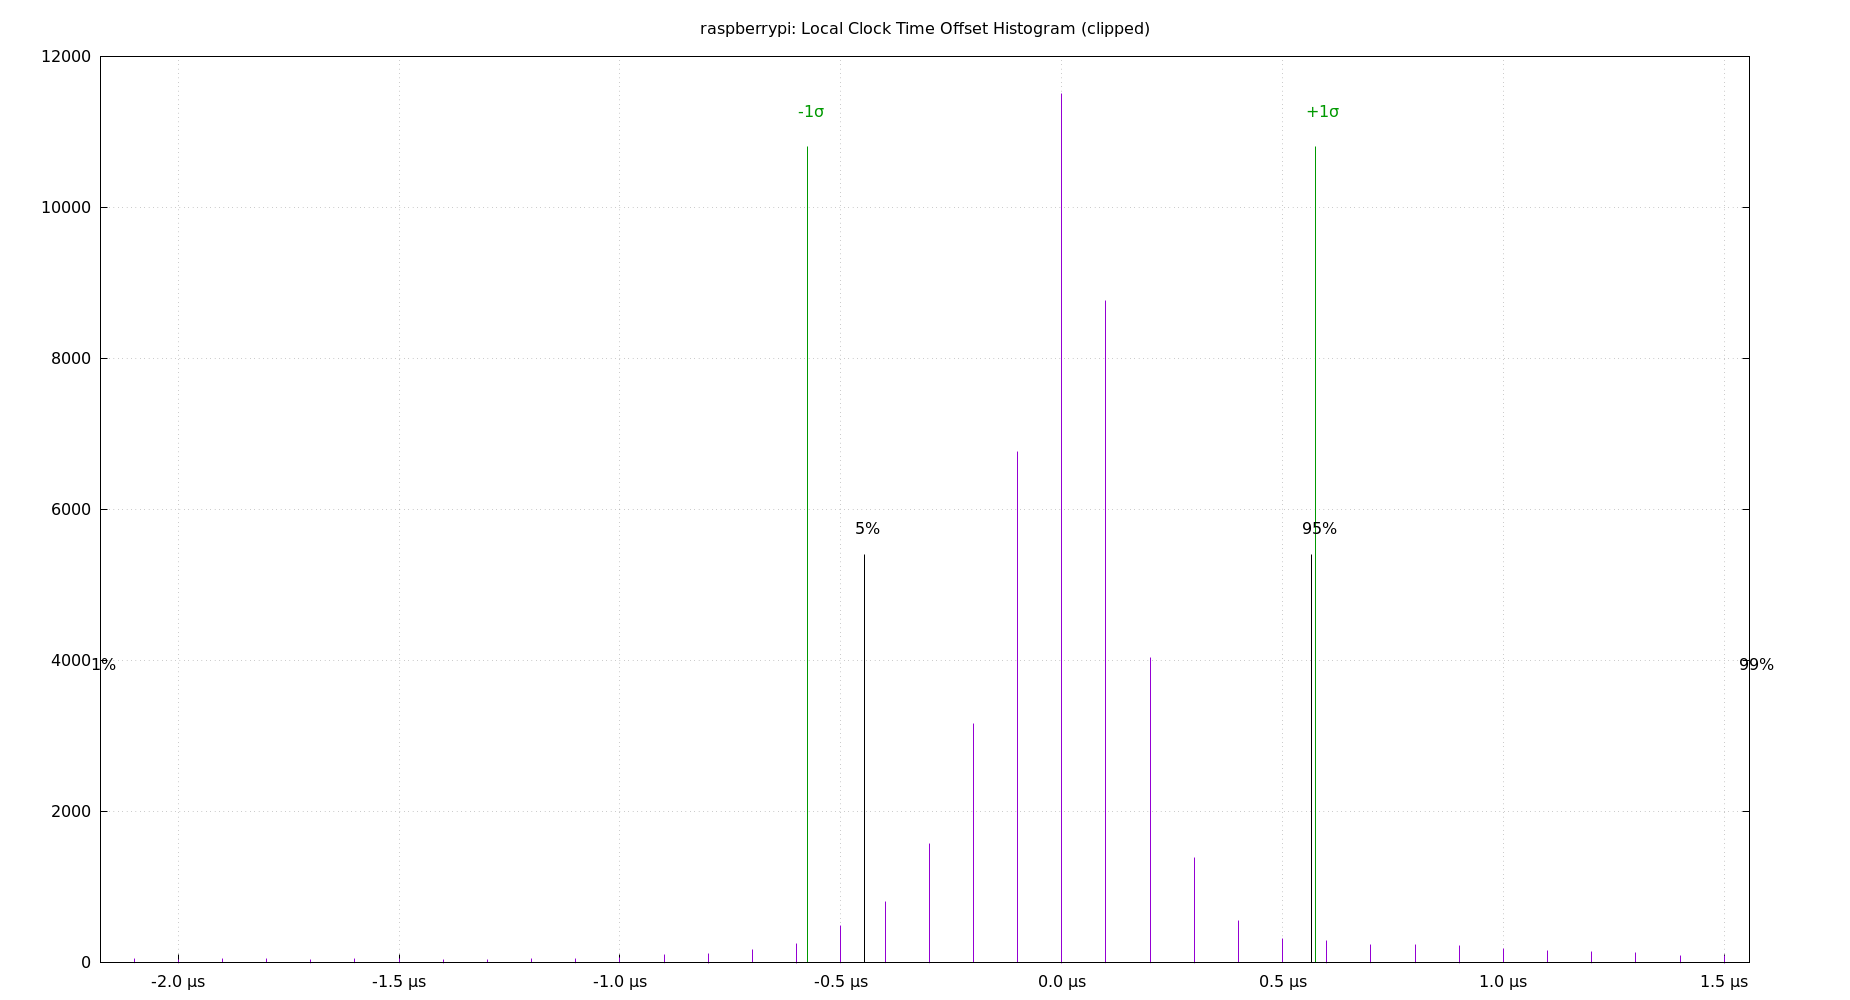 raspberrypi: Local Clock Time Offset Histogram (clipped)
12000
-1σ
+1σ
10000
8000
6000
5%
95%
4000
1%
99%
2000
0
-2.0 µs
-1.5 µs
-1.0 µs
-0.5 µs
0.0 µs
0.5 µs
1.0 µs
1.5 µs